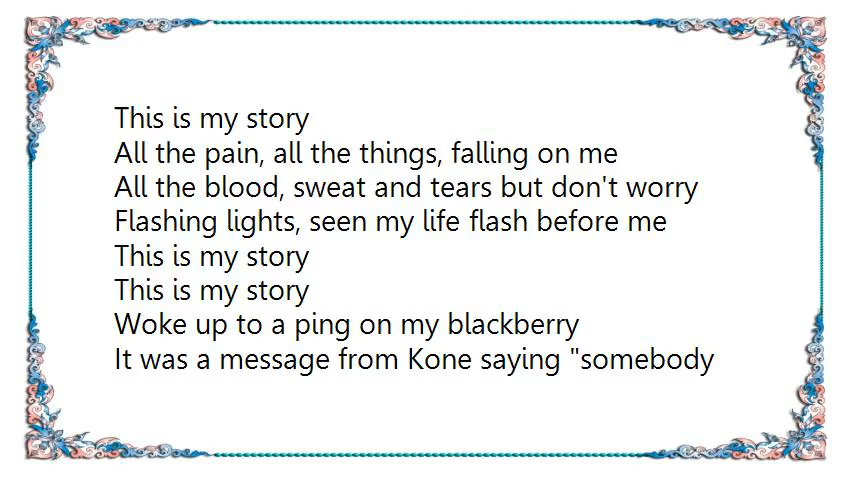 This is my story
All the pain, all the things, falling on me
All the blood, sweat and tears but don't worry
Flashing lights, seen my life flash before me
This is my story
This is my story
Woke up to a ping on my blackberry
It was a message from Kone saying "somebody